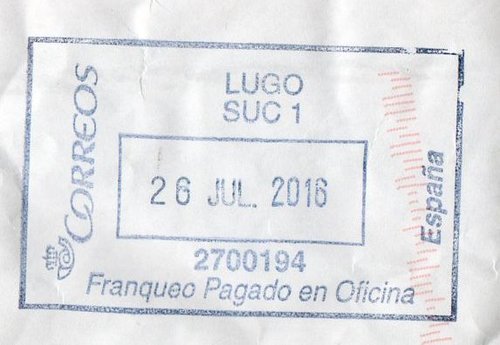 CORREOS
LUGO
SUC 1
26 JUL. 2016
2700194
Franqueo Pagado en Oficina
España